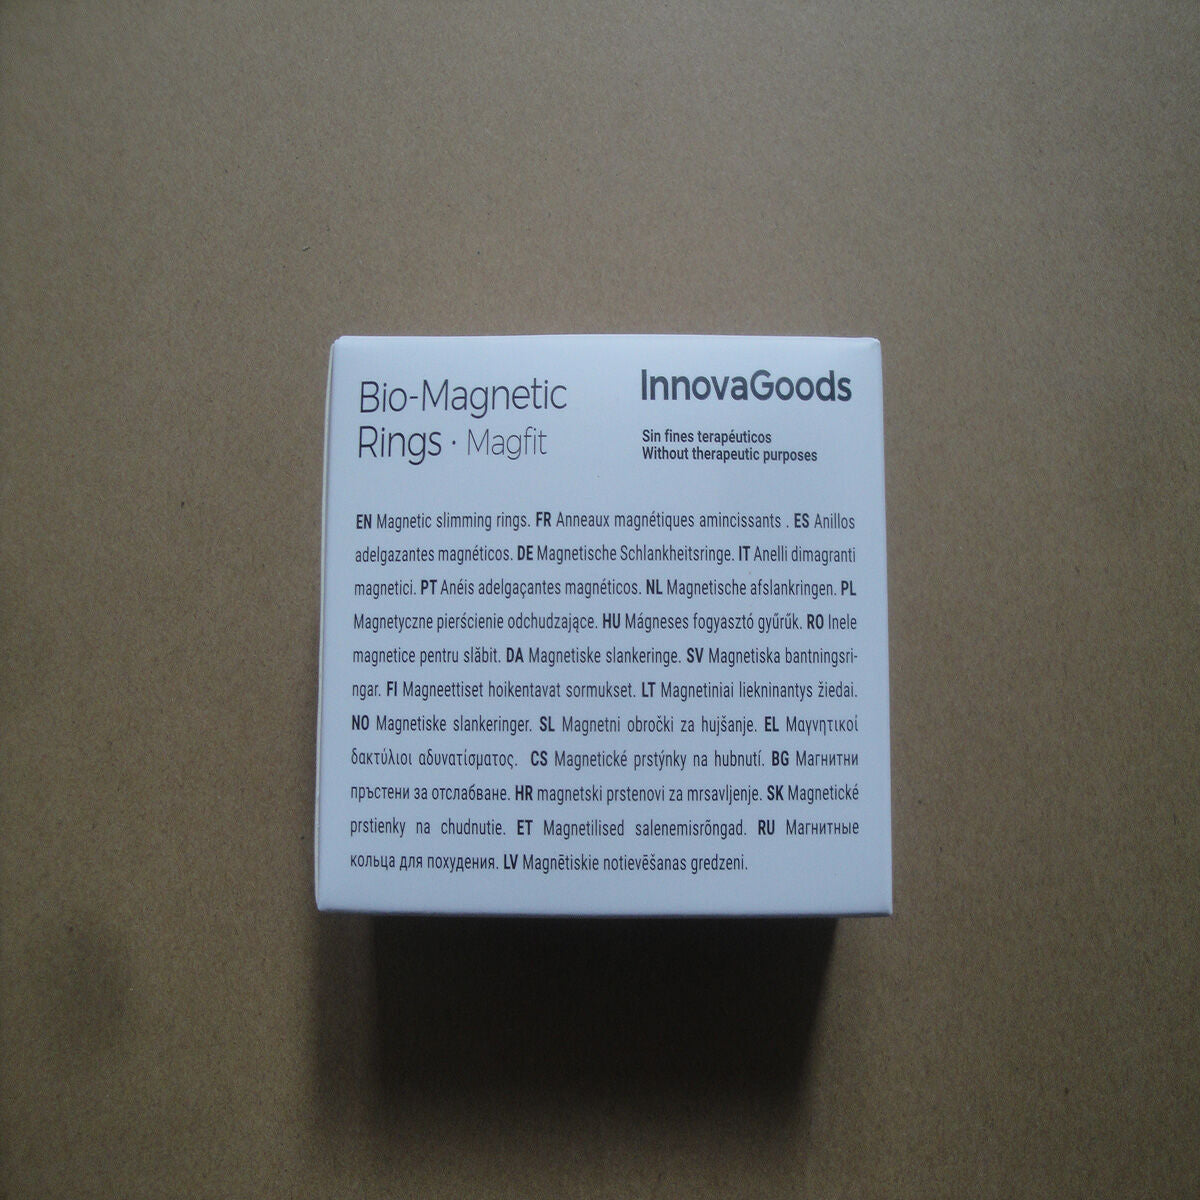 Bio-Magnetic
Rings · Magfit
InnovaGoods
Sin fines terapéuticos
Without therapeutic purposes
EN Magnetic slimming rings. FR Anneaux magnétiques amincissants . ES Anillos
adelgazantes magnéticos. DE Magnetische Schlankheitsringe. IT Anelli dimagranti
magnetici. PT Anéis adelgaçantes magnéticos. NL Magnetische afslankringen. PL
Magnetyczne pierścienie odchudzające. HU Mágneses fogyasztó gyűrűk. RO Inele
magnetice pentru slăbit. DA Magnetiske slankeringe. SV Magnetiska bantningsri-
ngar. FI Magneettiset hoikentavat sormukset. LT Magnetiniai liekninantys žiedai.
NO Magnetiske slankeringer. SL Magnetni obročki za hujšanje. EL Μαγνητικοί
δακτύλιοι αδυνατίσματος. CS Magnetické prstýnky na hubnutí. BG Магнитни
пръстени за отслабване. HR magnetski prstenovi za mrsavljenje. SK Magnetické
prstienky na chudnutie. ET Magnetilised salenemisrõngad. RU Магнитные
кольца для похудения. LV Magnētiskie notievēšanas gredzeni.